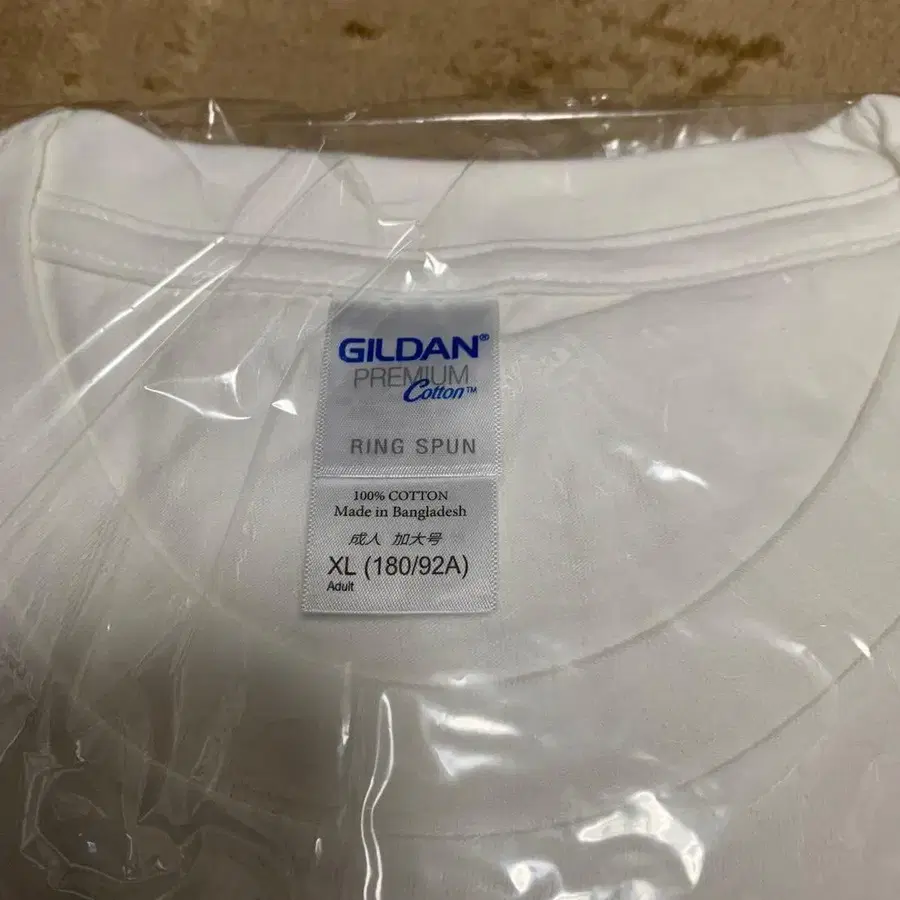 GILDAN®
PREMIUM
Cotton™
RING SPUN
100% COTTON
Made in Bangladesh
成人 加大号
XL (180/92A)
Adult